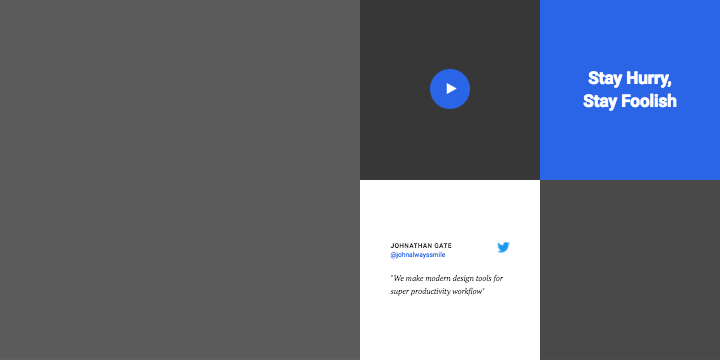 Stay Hurry,
Stay Foolish
JOHNATHAN GATE
@johnalwayssmile
"We make modern design tools for
super productivity workflow"